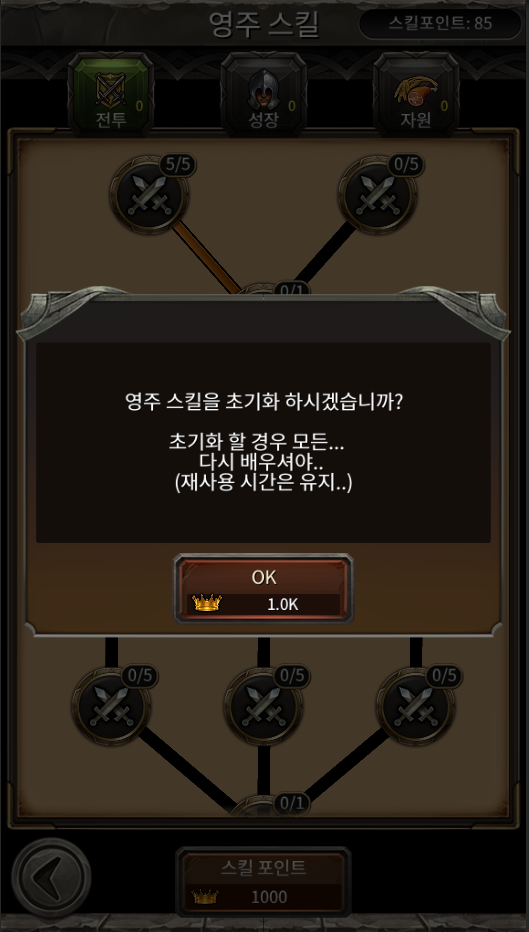 영주 스킬
스킬포인트: 85
0
0
0
전투
성장
자원
5/5
0/5
0/1
영주 스킬을 초기화 하시겠습니까?
초기화 할 경우 모든...
다시 배우셔야..
(재사용 시간은 유지..)
OK
1.0K
0/5
0/5
0/5
0/1
스킬 포인트
1000